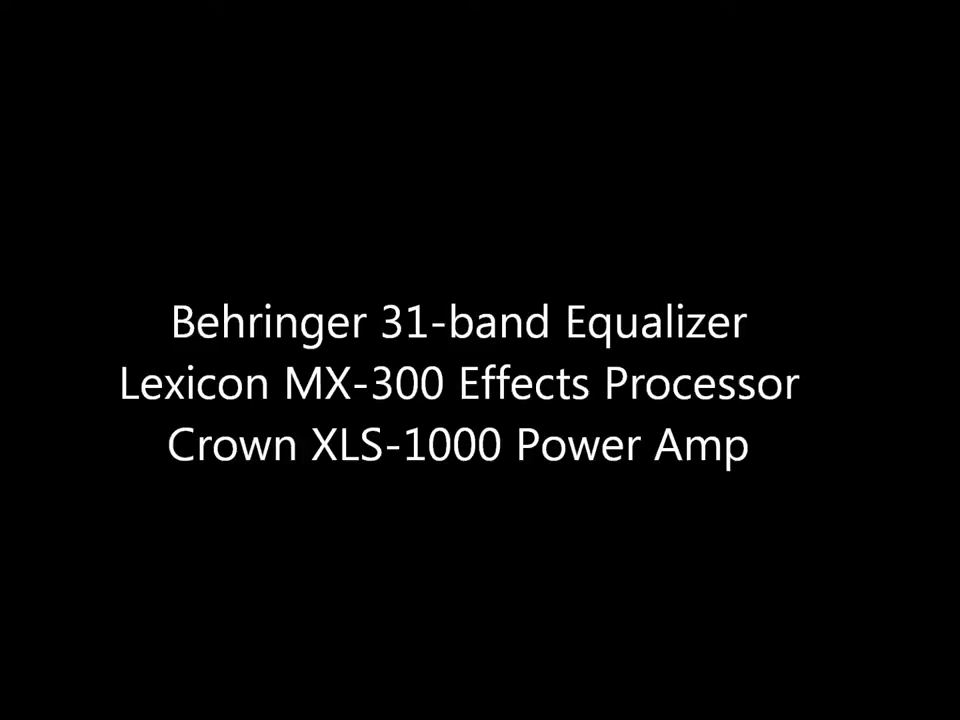 Behringer 31-band Equalizer
Lexicon MX-300 Effects Processor
Crown XLS-1000 Power Amp